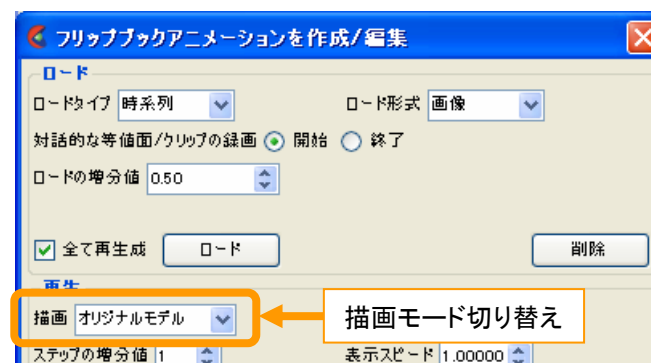 フリップブックアニメーションを作成/編集
ロード
ロードタイプ 時系列 ロード形式 画像
対話的な等値面/クリップの録画 開始 終了
ロードの増分値 0.50
全て再生成 ロード 削除
再生
描画 オリジナルモデル 描画モード切り替え
ステップの増分値 1 表示スピード 1.00000